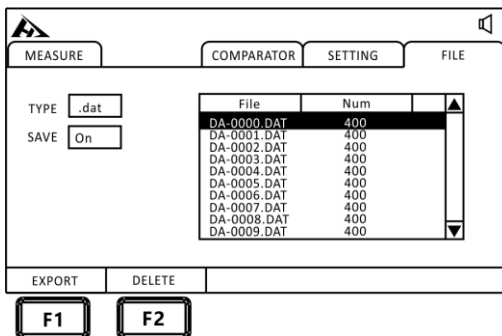 MEASURE COMPARATOR SETTING FILE
TYPE .dat
SAVE On
File Num
DA-0000.DAT 400
DA-0001.DAT 400
DA-0002.DAT 400
DA-0003.DAT 400
DA-0004.DAT 400
DA-0005.DAT 400
DA-0006.DAT 400
DA-0007.DAT 400
DA-0008.DAT 400
DA-0009.DAT 400
EXPORT DELETE
F1 F2